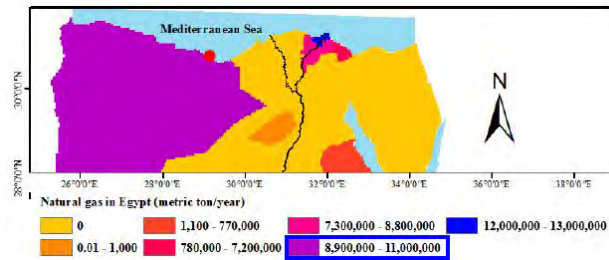 Mediterranean Sea
30°0'0"N
N
28°0'0"N
26°0'0"E 28°0'0"E 30°0'0"E 32°0'0"E 34°0'0"E 36°0'0"E 38°0'0"E
Natural gas in Egypt (metric ton/year)
0 1,100 - 770,000 7,300,000 - 8,800,000 12,000,000 - 13,000,000
0.01 - 1,000 780,000 - 7,200,000 8,900,000 - 11,000,000